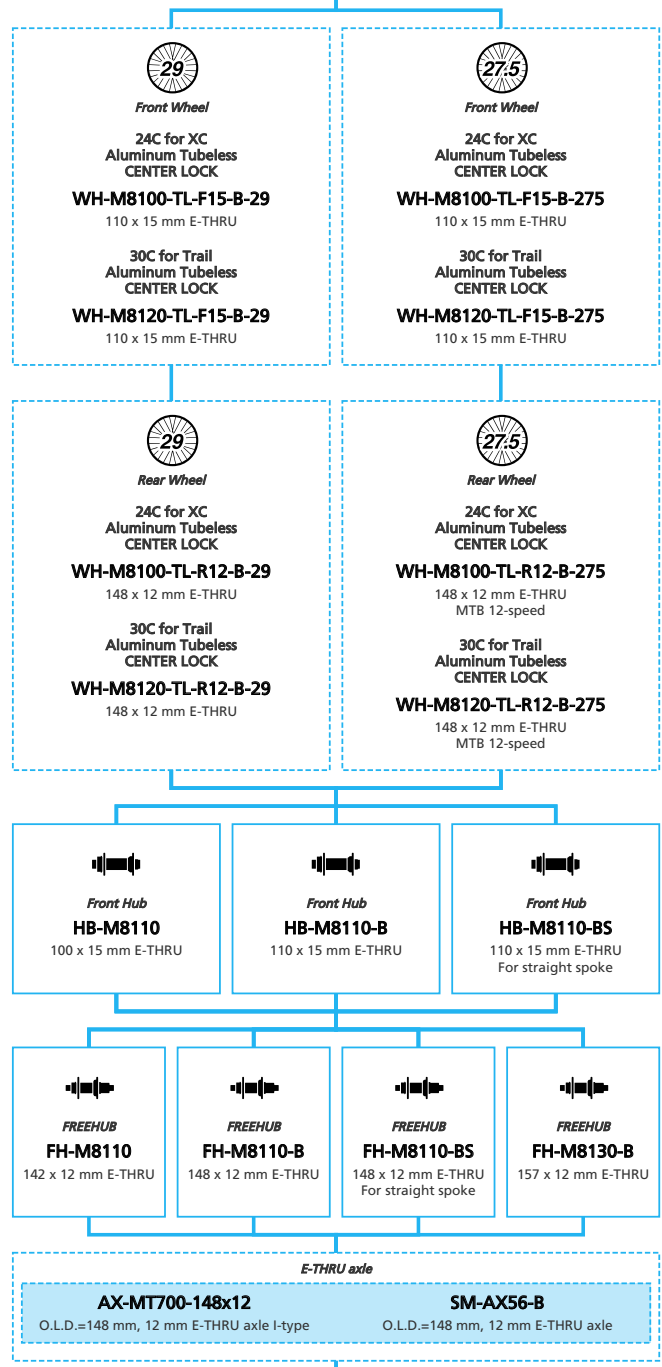 29
Front Wheel
24C for XC
Aluminum Tubeless
CENTER LOCK
WH-M8100-TL-F15-B-29
110 x 15 mm E-THRU
30C for Trail
Aluminum Tubeless
CENTER LOCK
WH-M8120-TL-F15-B-29
110 x 15 mm E-THRU
27.5
Front Wheel
24C for XC
Aluminum Tubeless
CENTER LOCK
WH-M8100-TL-F15-B-275
110 x 15 mm E-THRU
30C for Trail
Aluminum Tubeless
CENTER LOCK
WH-M8120-TL-F15-B-275
110 x 15 mm E-THRU
29
Rear Wheel
24C for XC
Aluminum Tubeless
CENTER LOCK
WH-M8100-TL-R12-B-29
148 x 12 mm E-THRU
30C for Trail
Aluminum Tubeless
CENTER LOCK
WH-M8120-TL-R12-B-29
148 x 12 mm E-THRU
27.5
Rear Wheel
24C for XC
Aluminum Tubeless
CENTER LOCK
WH-M8100-TL-R12-B-275
148 x 12 mm E-THRU
MTB 12-speed
30C for Trail
Aluminum Tubeless
CENTER LOCK
WH-M8120-TL-R12-B-275
148 x 12 mm E-THRU
MTB 12-speed
Front Hub
HB-M8110
100 x 15 mm E-THRU
Front Hub
HB-M8110-B
110 x 15 mm E-THRU
Front Hub
HB-M8110-BS
110 x 15 mm E-THRU
For straight spoke
FREEHUB
FH-M8110
142 x 12 mm E-THRU
FREEHUB
FH-M8110-B
148 x 12 mm E-THRU
FREEHUB
FH-M8110-BS
148 x 12 mm E-THRU
For straight spoke
FREEHUB
FH-M8130-B
157 x 12 mm E-THRU
E-THRU axle
AX-MT700-148x12
O.L.D.=148 mm, 12 mm E-THRU axle I-type
SM-AX56-B
O.L.D.=148 mm, 12 mm E-THRU axle